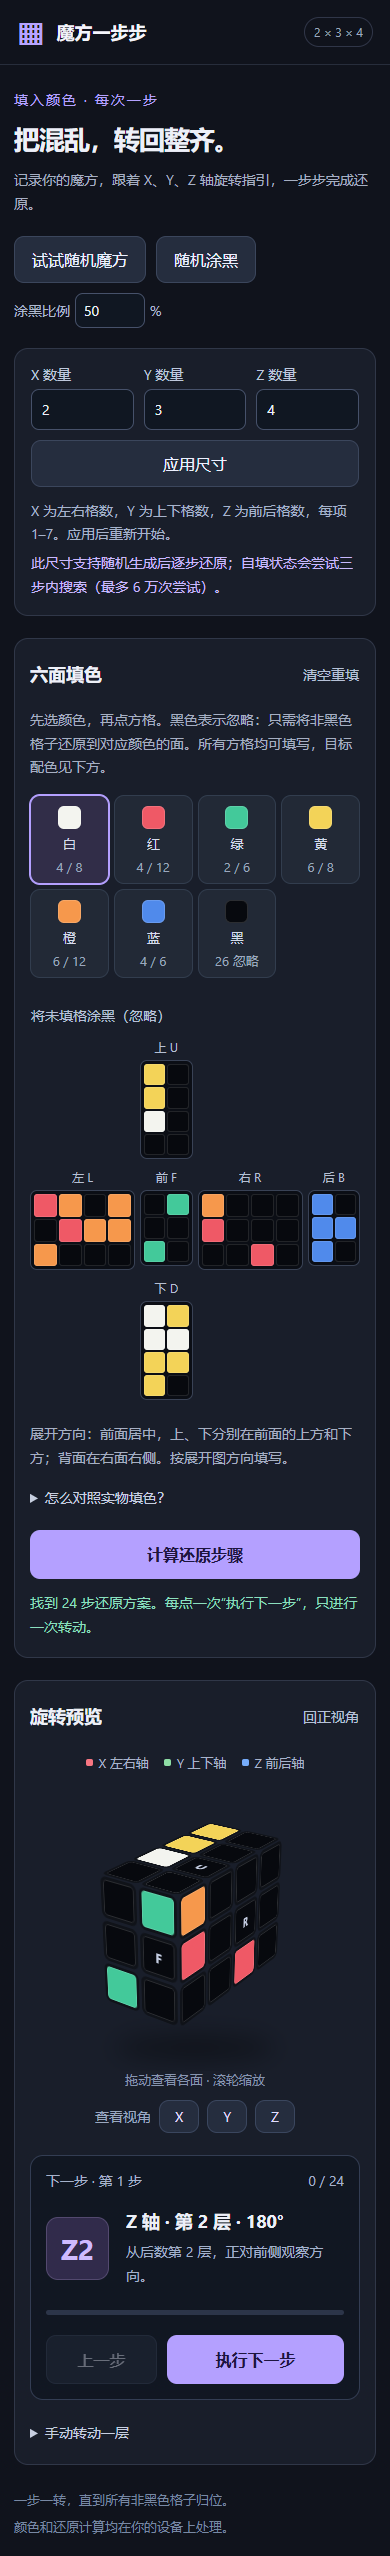 魔方一步步
2 × 3 × 4
填入颜色 · 每次一步
把混乱，转回整齐。
记录你的魔方，跟着 X、Y、Z 轴旋转指引，一步步完成还
原。
试试随机魔方
随机涂黑
涂黑比例 50 %
X 数量 Y 数量 Z 数量
2 3 4
应用尺寸
X 为左右格数，Y 为上下格数，Z 为前后格数，每项
1–7。应用后重新开始。
此尺寸支持随机生成后逐步还原；自填状态会尝试三
步内搜索（最多 6 万次尝试）。
六面填色
清空重填
先选颜色，再点方格。黑色表示忽略：只需将非黑色
格子还原到对应颜色的面。所有方格均可填写，目标
配色见下方。
白 红 绿 黄
4 / 8 4 / 12 2 / 6 6 / 8
橙 蓝 黑
6 / 12 4 / 6 26 忽略
将未填格涂黑（忽略）
上 U
左 L 前 F 右 R 后 B
下 D
展开方向：前面居中，上、下分别在前面的上方和下
方；背面在右面右侧。按展开图方向填写。
▶ 怎么对照实物填色？
计算还原步骤
找到 24 步还原方案。每点一次“执行下一步”，只进行
一次转动。
旋转预览
回正视角
X 左右轴 Y 上下轴 Z 前后轴
U
R
F
拖动查看各面 · 滚轮缩放
查看视角 X Y Z
下一步 · 第 1 步
0 / 24
Z2
Z 轴 · 第 2 层 · 180°
从后数第 2 层，正对前侧观察方
向。
上一步
执行下一步
▶ 手动转动一层
一步一转，直到所有非黑色格子归位。
颜色和还原计算均在你的设备上处理。